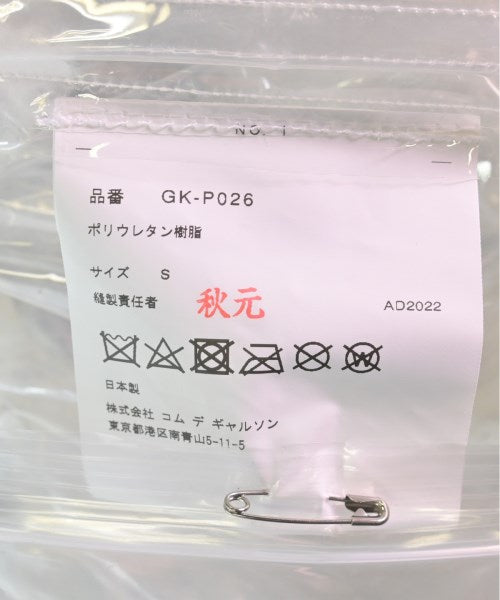 NO. 1
品番 GK-P026
ポリウレタン樹脂
サイズ S
縫製責任者 秋元 AD2022
W
日本製
株式会社 コム デ ギャルソン
東京都港区南青山5-11-5